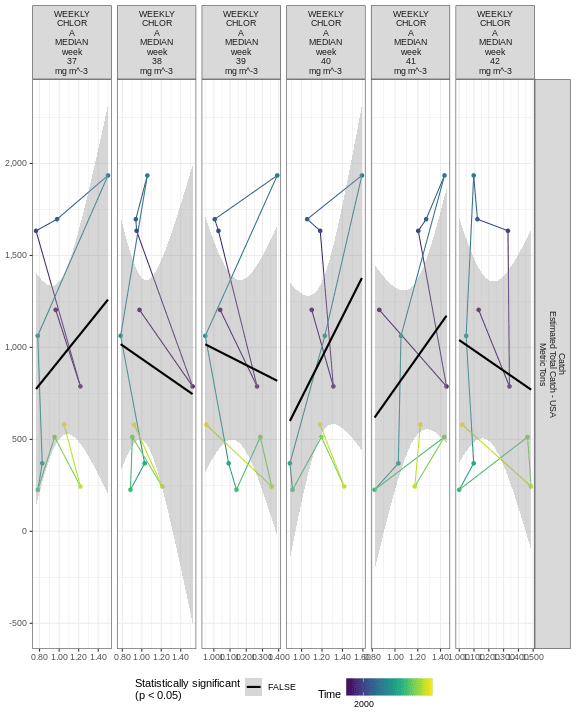 WEEKLY
CHLOR
A
MEDIAN
week
37
mg m^-3
WEEKLY
CHLOR
A
MEDIAN
week
38
mg m^-3
WEEKLY
CHLOR
A
MEDIAN
week
39
mg m^-3
WEEKLY
CHLOR
A
MEDIAN
week
40
mg m^-3
WEEKLY
CHLOR
A
MEDIAN
week
41
mg m^-3
WEEKLY
CHLOR
A
MEDIAN
week
42
mg m^-3
2,000
1,500
1,000
500
0
-500
Catch
Estimated Total Catch - USA
Metric Tons
0.80 1.00 1.20 1.40
0.80 1.00 1.20 1.40
1.00 1.20 1.40
0.80 1.00 1.20 1.40
Statistically significant
(p < 0.05)
FALSE
Time
2000